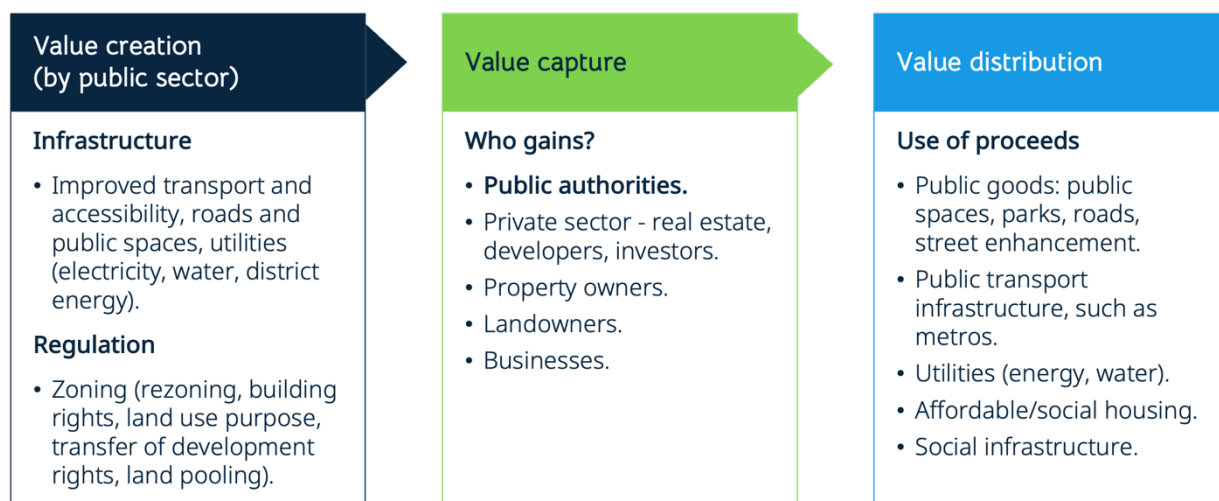 Value creation
(by public sector)
Infrastructure
• Improved transport and
accessibility, roads and
public spaces, utilities
(electricity, water, district
energy).
Regulation
• Zoning (rezoning, building
rights, land use purpose,
transfer of development
rights, land pooling).
Value capture
Who gains?
• Public authorities.
• Private sector - real estate,
developers, investors.
• Property owners.
• Landowners.
• Businesses.
Value distribution
Use of proceeds
• Public goods: public
spaces, parks, roads,
street enhancement.
• Public transport
infrastructure, such as
metros.
• Utilities (energy, water).
• Affordable/social housing.
• Social infrastructure.